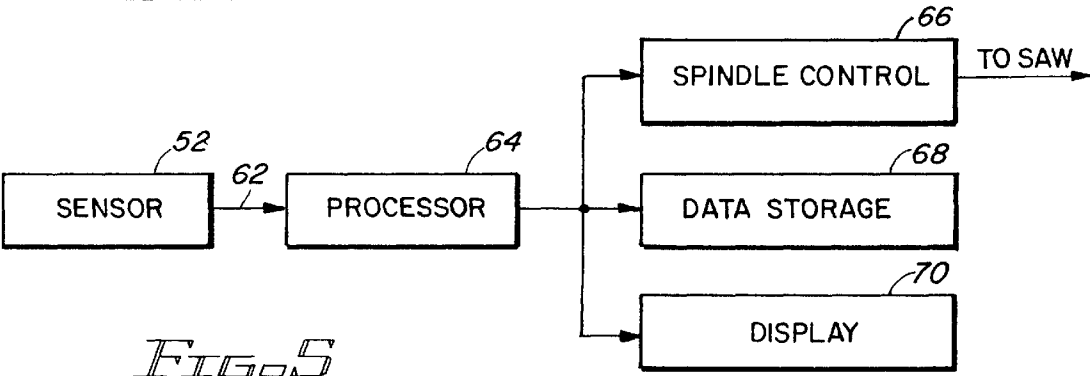 66
SPINDLE CONTROL
TO SAW
52
SENSOR
62
64
PROCESSOR
68
DATA STORAGE
70
DISPLAY
FIG. 5